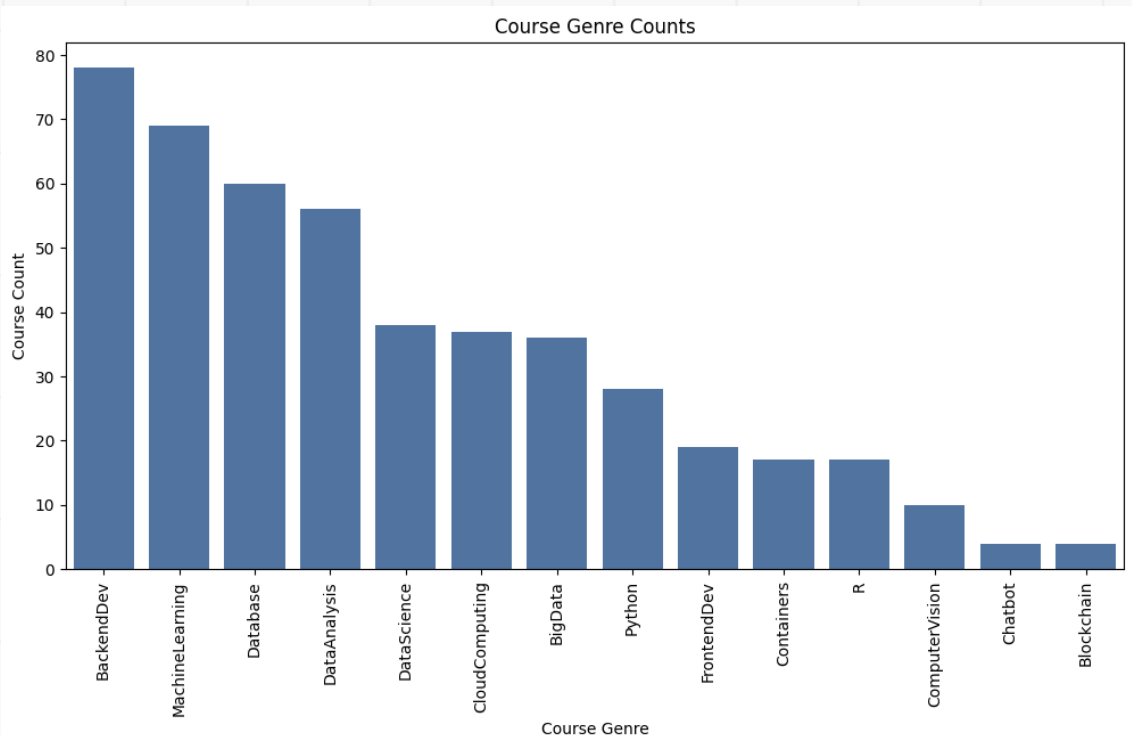 Course Genre Counts
80
70
60
50
40
30
20
10
0
Course Count
BackendDev
MachineLearning
Database
DataAnalysis
DataScience
CloudComputing
BigData
Python
FrontendDev
Containers
R
ComputerVision
Chatbot
Blockchain
Course Genre